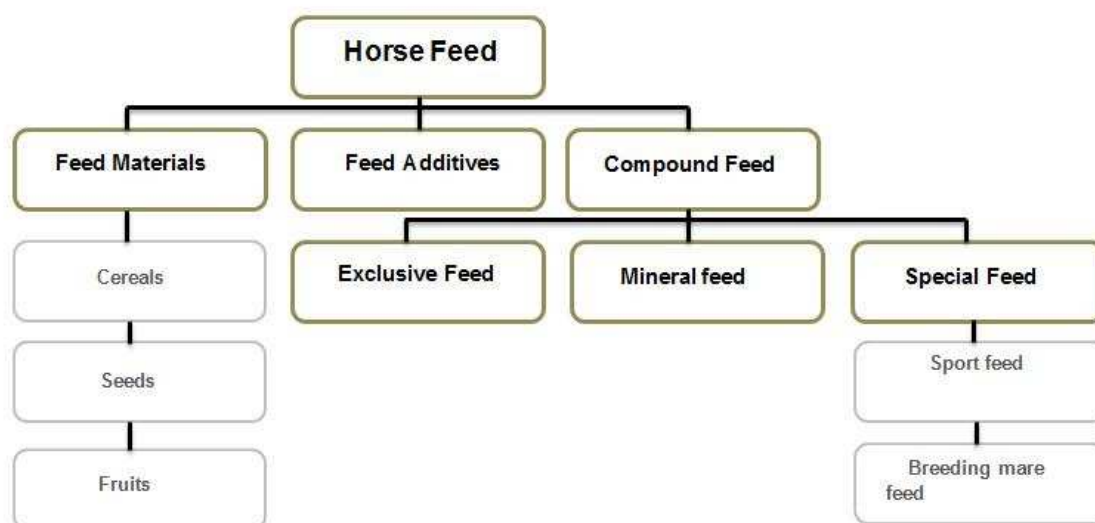 Horse Feed
Feed Materials
Feed Additives
Compound Feed
Cereals
Exclusive Feed
Mineral feed
Special Feed
Seeds
Sport feed
Fruits
Breeding mare
feed